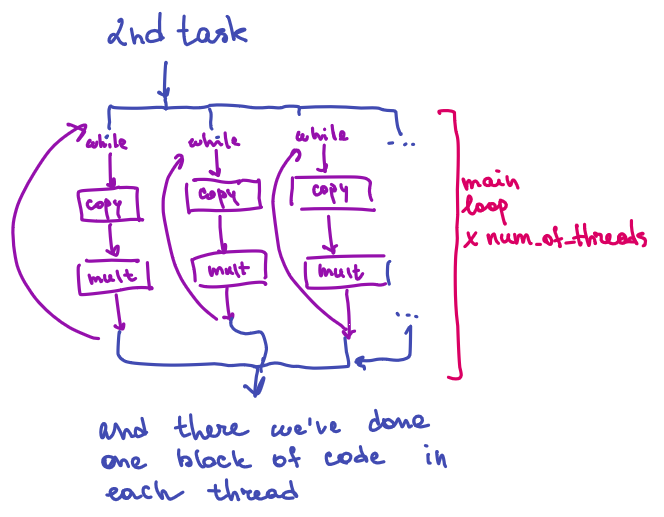 2nd task
while while while ...
copy copy copy
mult mult mult
...
main
loop
x num_of_threads
and there we've done
one block of code in
each thread